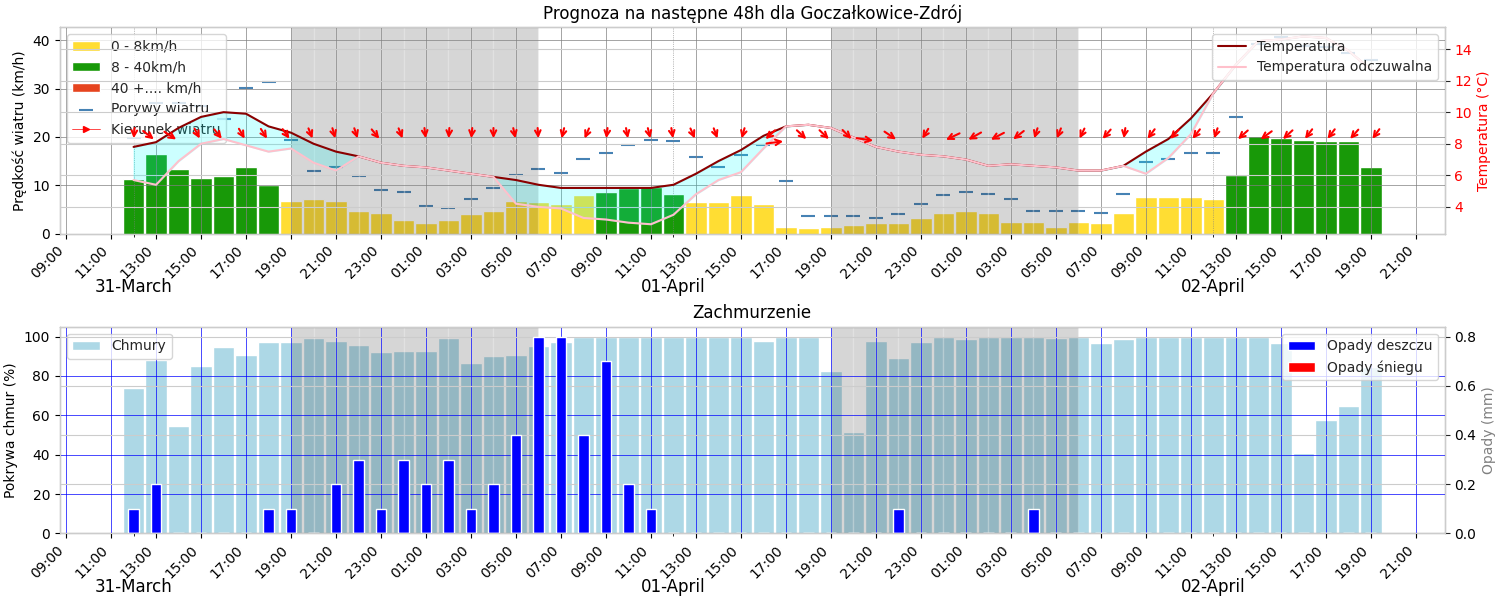 Prognoza na następne 48h dla Goczałkowice-Zdrój
Prędkość wiatru (km/h)
40
30
20
10
0
0 - 8km/h
8 - 40km/h
40 +.... km/h
Porywy wiatru
Kierunek wiatru
Temperatura
Temperatura odczuwalna
14
12
10
8
6
4
Temperatura (°C)
09:00 11:00 13:00 15:00 17:00 19:00 21:00 23:00 01:00 03:00 05:00 07:00 09:00 11:00 13:00 15:00 17:00 19:00 21:00 23:00 01:00 03:00 05:00 07:00 09:00 11:00 13:00 15:00 17:00 19:00 21:00
31-March 01-April 02-April
Zachmurzenie
Pokrywa chmur (%)
100
80
60
40
20
0
Chmury
Opady deszczu
Opady śniegu
0.8
0.6
0.4
0.2
0.0
Opady (mm)
09:00 11:00 13:00 15:00 17:00 19:00 21:00 23:00 01:00 03:00 05:00 07:00 09:00 11:00 13:00 15:00 17:00 19:00 21:00 23:00 01:00 03:00 05:00 07:00 09:00 11:00 13:00 15:00 17:00 19:00 21:00
31-March 01-April 02-April